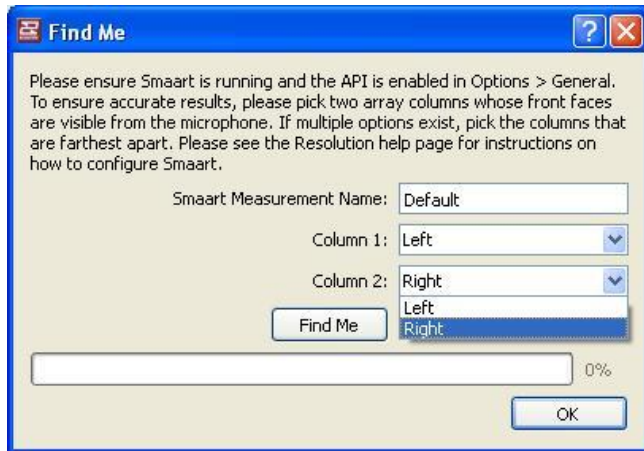 Find Me
Please ensure Smaart is running and the API is enabled in Options > General.
To ensure accurate results, please pick two array columns whose front faces
are visible from the microphone. If multiple options exist, pick the columns that
are farthest apart. Please see the Resolution help page for instructions on
how to configure Smaart.
Smaart Measurement Name: Default
Column 1: Left
Column 2: Right
Left
Find Me Right
0%
OK